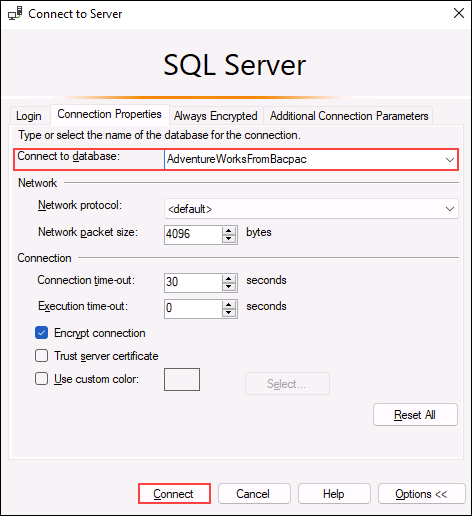 Connect to Server
SQL Server
Login Connection Properties Always Encrypted Additional Connection Parameters
Type or select the name of the database for the connection.
Connect to database: AdventureWorksFromBacpac
Network
Network protocol: <default>
Network packet size: 4096 bytes
Connection
Connection time-out: 30 seconds
Execution time-out: 0 seconds
Encrypt connection
Trust server certificate
Use custom color: Select...
Reset All
Connect Cancel Help Options <<